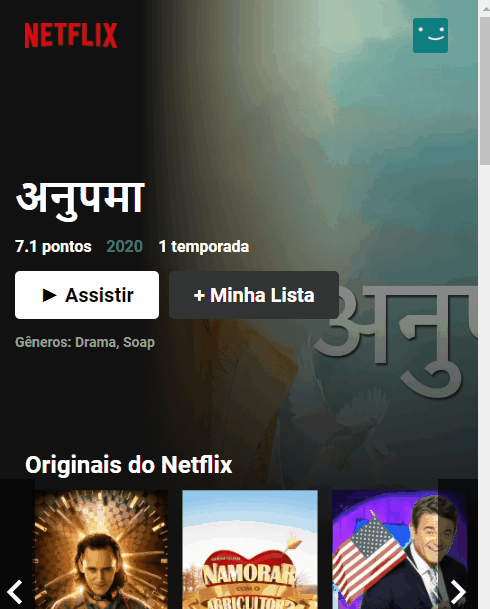 NETFLIX
अनुपमा
7.1 pontos 2020 1 temporada
► Assistir
+ Minha Lista
अनुप
Gêneros: Drama, Soap
Originais do Netflix
NAMORAR
COM O